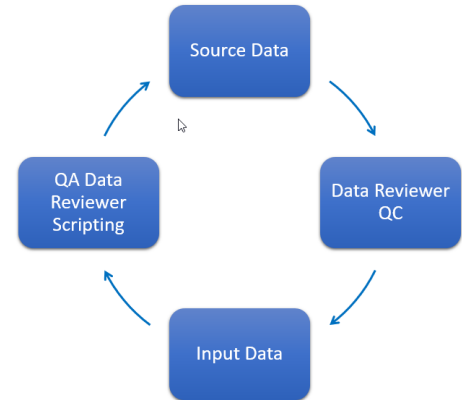 Source Data
Data Reviewer
QC
Input Data
QA Data
Reviewer
Scripting